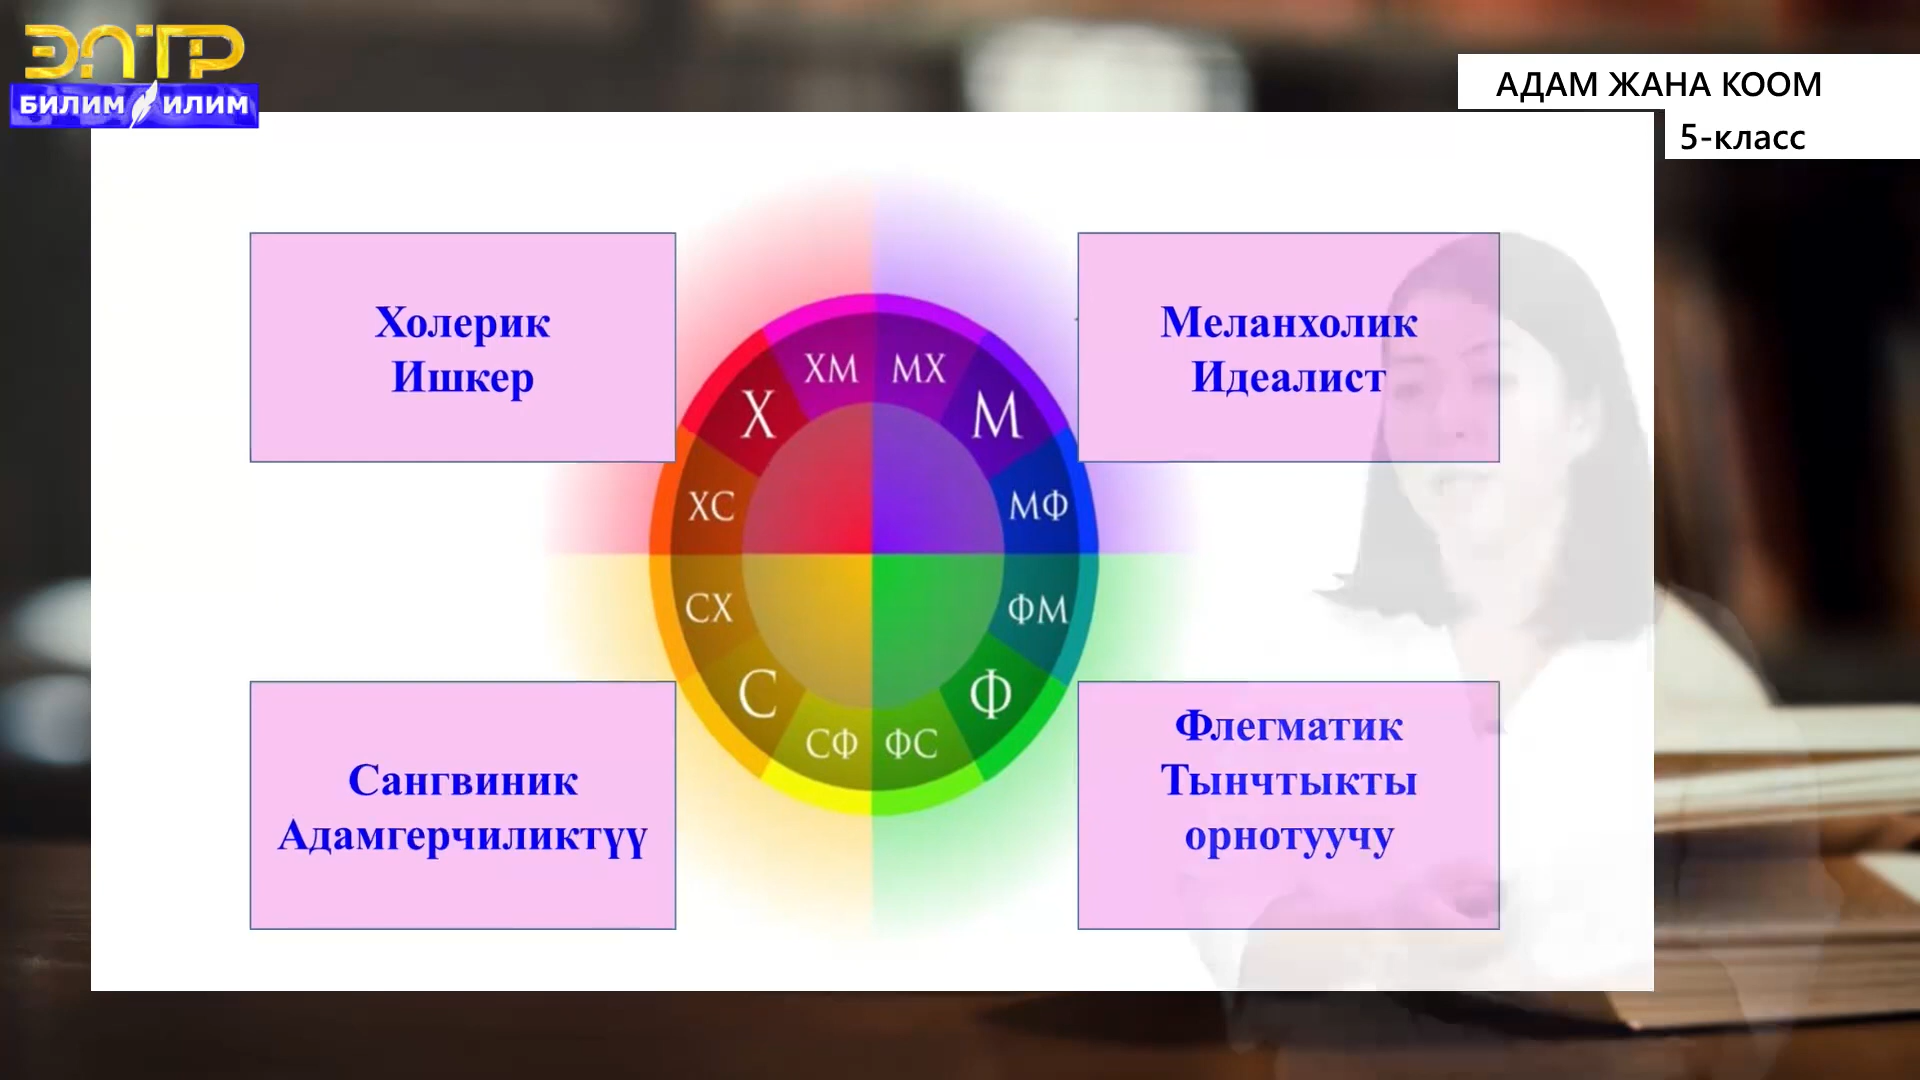 ЭЛТР
БИЛИМ ИЛИМ
АДАМ ЖАНА КООМ
5-класс
Холерик
Ишкер
Меланхолик
Идеалист
ХМ МХ
Х М
ХС МФ
СХ ФМ
С Ф
СФ ФС
Сангвиник
Адамгерчиликтүү
Флегматик
Тынчтыкты
орнотуучу